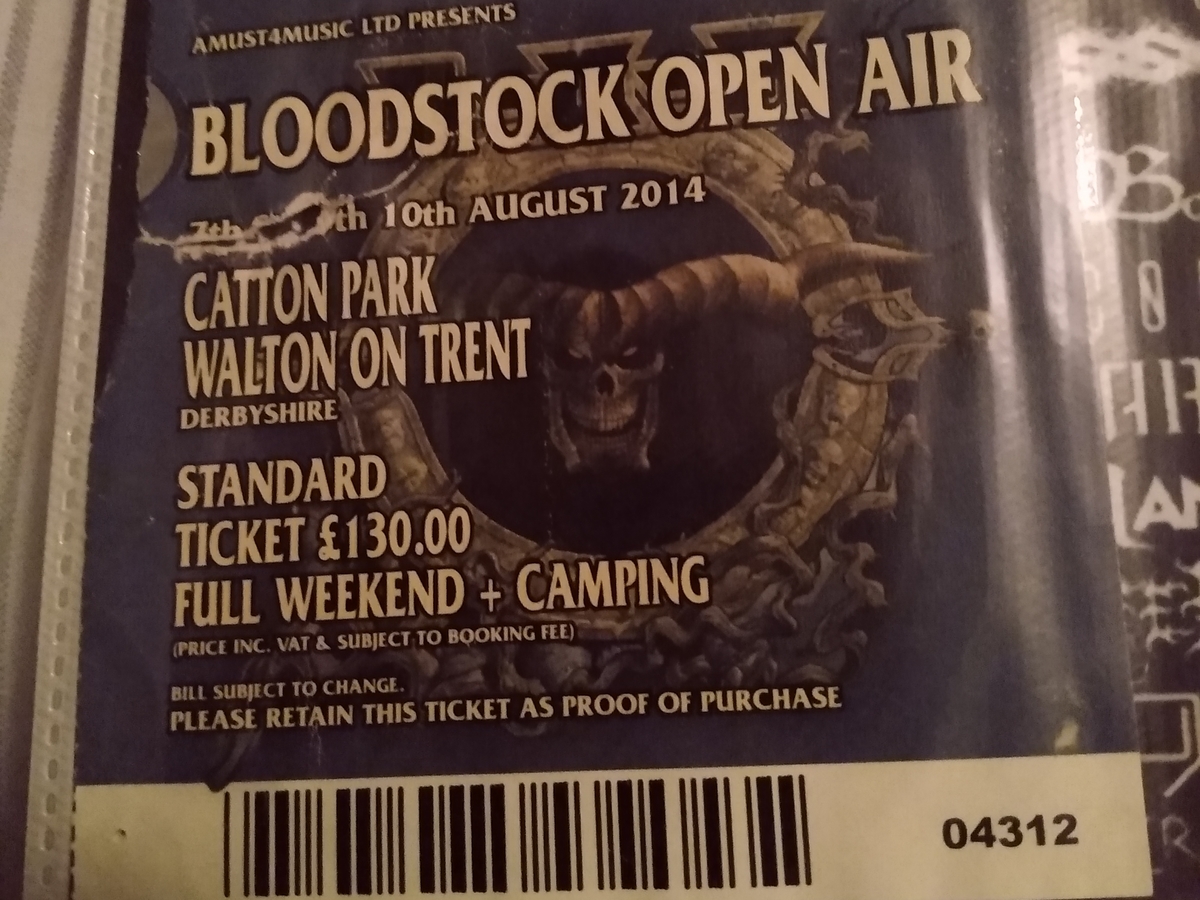 AMUST4MUSIC LTD PRESENTS
BLOODSTOCK OPEN AIR
7th th 10th AUGUST 2014
CATTON PARK
WALTON ON TRENT
DERBYSHIRE
STANDARD
TICKET £130.00
FULL WEEKEND + CAMPING
(PRICE INC. VAT & SUBJECT TO BOOKING FEE)
BILL SUBJECT TO CHANGE.
PLEASE RETAIN THIS TICKET AS PROOF OF PURCHASE
04312